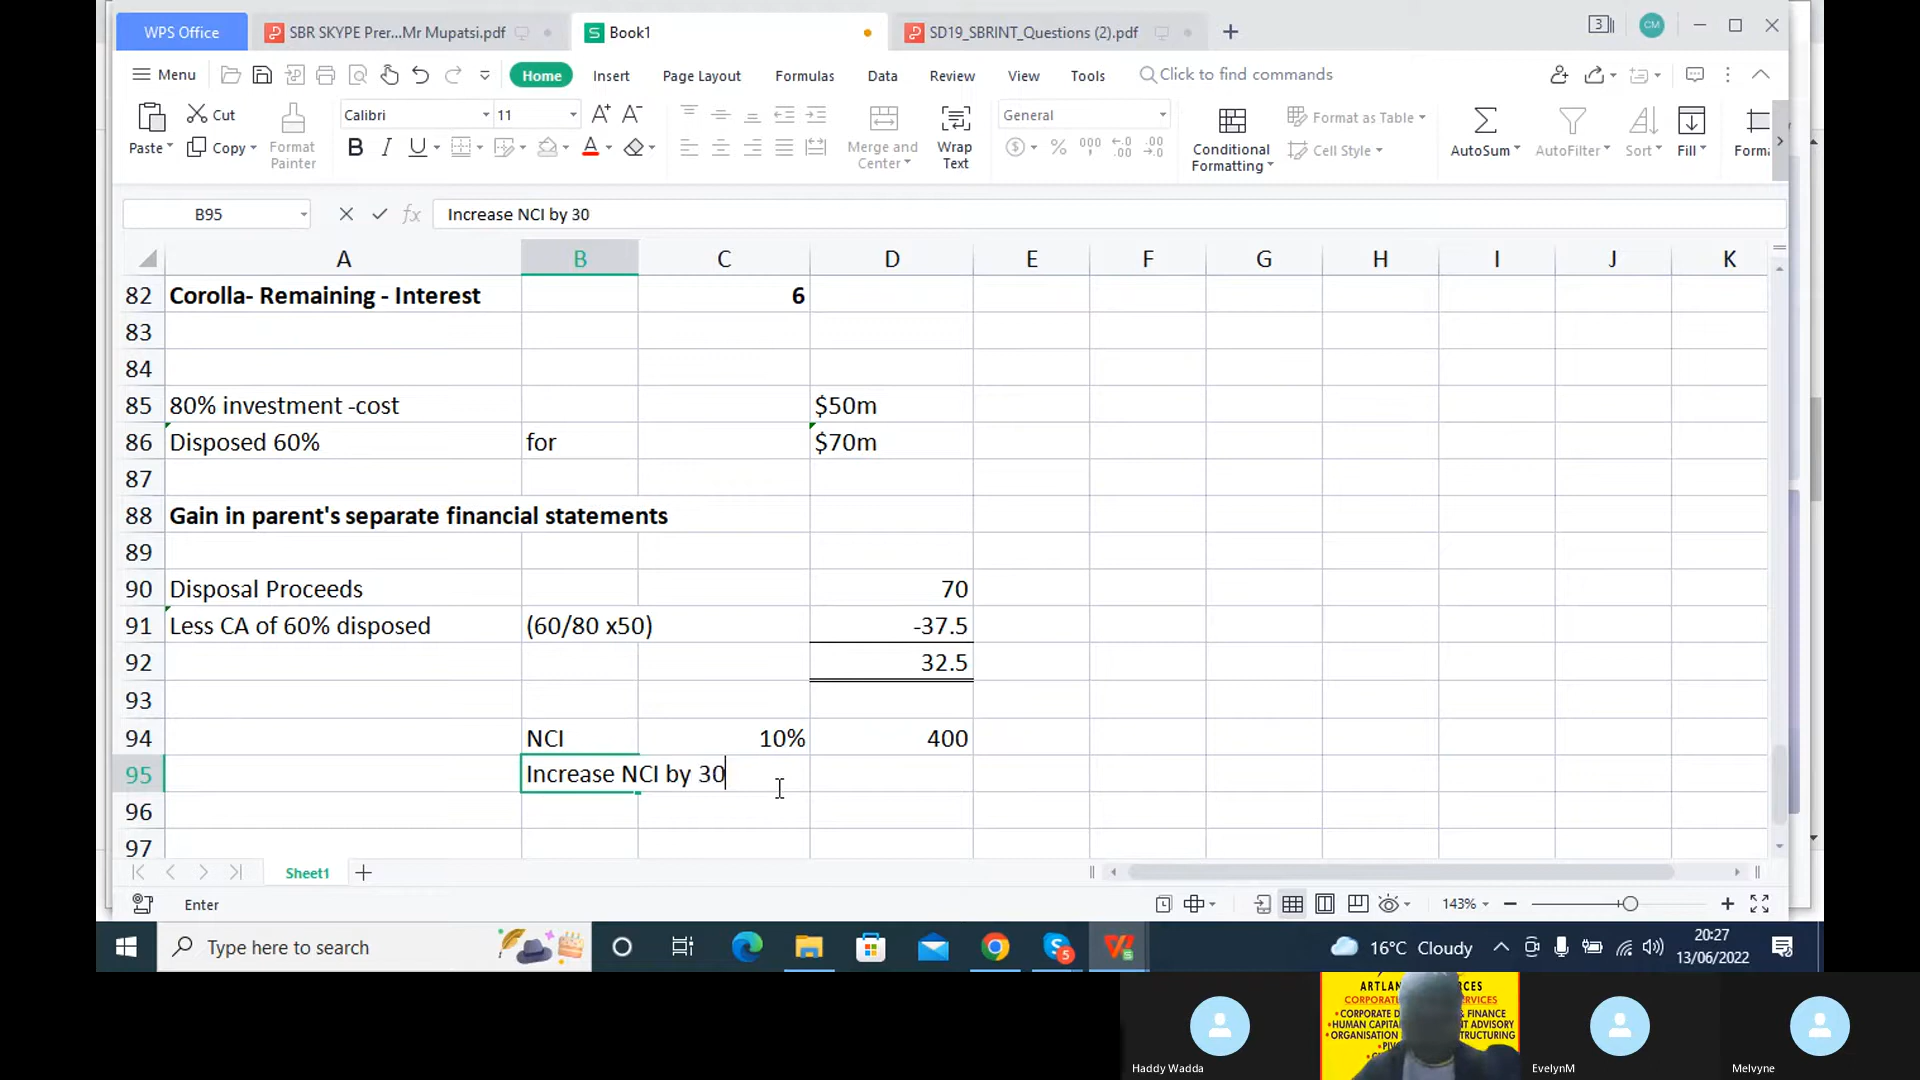 WPS Office
SBR SKYPE Prer...Mr Mupatsi.pdf
Book1
SD19_SBRINT_Questions (2).pdf
3
CM
Menu
Home
Insert
Page Layout
Formulas
Data
Review
View
Tools
Click to find commands
Paste
Cut
Copy
Format Painter
Calibri
11
Merge and Center
Wrap Text
General
Conditional Formatting
Format as Table
Cell Style
AutoSum
AutoFilter
Sort
Fill
Forma
B95
Increase NCI by 30
A B C D E F G H I J K
82 Corolla- Remaining - Interest 6
83
84
85 80% investment -cost $50m
86 Disposed 60% for $70m
87
88 Gain in parent's separate financial statements
89
90 Disposal Proceeds 70
91 Less CA of 60% disposed (60/80 x50) -37.5
92 32.5
93
94 NCI 10% 400
95 Increase NCI by 30
96
97
Sheet1
Enter
143%
Type here to search
5
16°C Cloudy
20:27
13/06/2022
CORPORATE D & FINANCE
Haddy Wadda
EvelynM
Melvyne